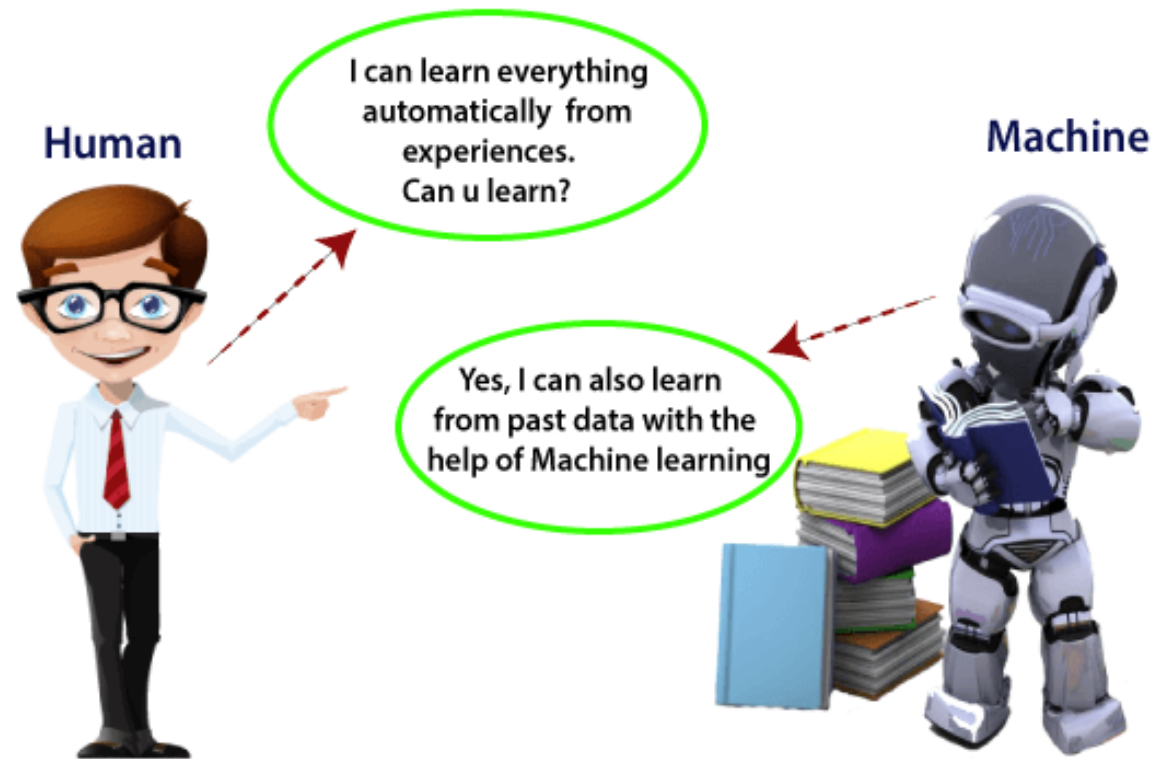 Human
I can learn everything
automatically from
experiences.
Can u learn?
Machine
Yes, I can also learn
from past data with the
help of Machine learning